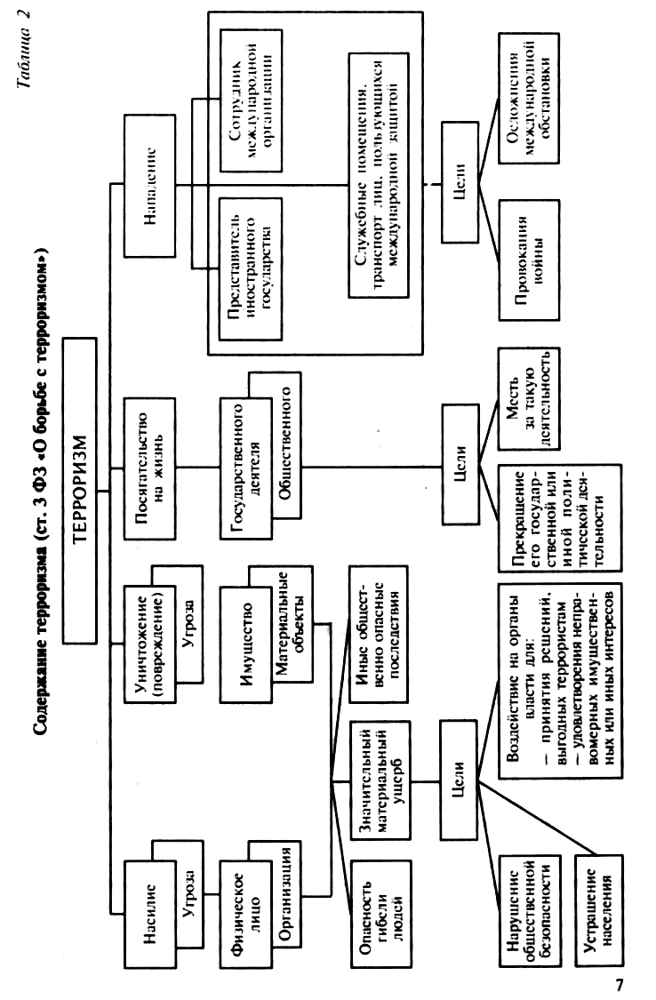 Таблица 2
Содержание терроризма (ст. 3 ФЗ «О борьбе с терроризмом»)
ТЕРРОРИЗМ
Насилие
Угроза
Уничтожение
(повреждение)
Угроза
Посягательство
на жизнь
Нападение
Физическое
лицо
Организация
Имущество
Материальные
объекты
Государственного
деятеля
Общественного
Представитель
иностранного
государства
Сотрудник
международной
организации
Служебные помещения,
транспорт лиц, пользующихся
международной защитой
Опасность
гибели
людей
Значительный
материальный
ущерб
Иные общест-
венно опасные
последствия
Цели
Цели
Цели
Нарушение
общественной
безопасности
Устрашение
населения
Воздействие на органы
власти для:
— принятия решений,
выгодных террористам
— удовлетворения непра-
вомерных имуществен-
ных или иных интересов
Прекращение
его государ-
ственной или
иной поли-
тической дея-
тельности
Месть
за такую
деятельность
Провокация
войны
Осложнения
международной
обстановки
7